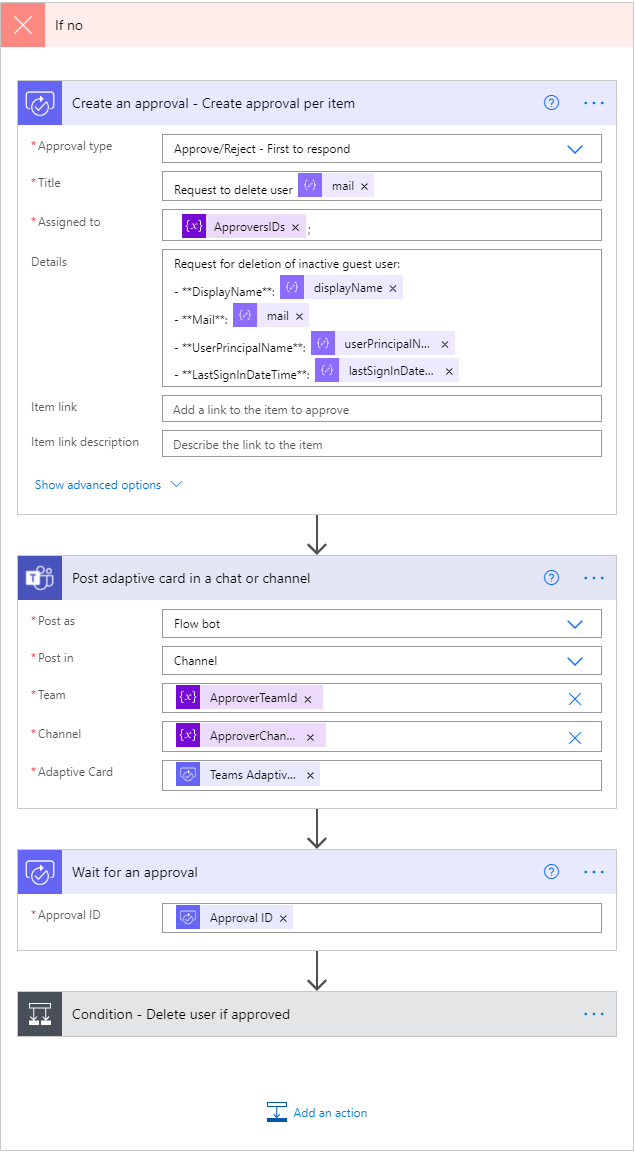 If no
Create an approval - Create approval per item
* Approval type
Approve/Reject - First to respond
* Title
Request to delete user {/} mail ×
* Assigned to
{x} ApproversIDs × ;
Details
Request for deletion of inactive guest user:
- **DisplayName**: {/} displayName ×
- **Mail**: {/} mail ×
- **UserPrincipalName**: {/} userPrincipalN... ×
- **LastSignInDateTime**: {/} lastSignInDate... ×
Item link
Add a link to the item to approve
Item link description
Describe the link to the item
Show advanced options
Post adaptive card in a chat or channel
* Post as
Flow bot
* Post in
Channel
* Team
{x} ApproverTeamId ×
* Channel
{x} ApproverChan... ×
* Adaptive Card
Teams Adaptiv... ×
Wait for an approval
* Approval ID
Approval ID ×
Condition - Delete user if approved
Add an action